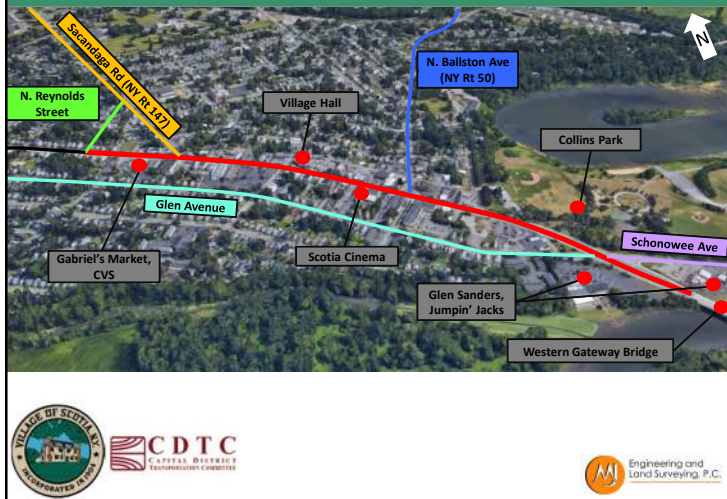 N
Sacandaga Rd (NY Rt 147)
N. Ballston Ave
(NY Rt 50)
N. Reynolds
Street
Village Hall
Collins Park
Glen Avenue
Schonowee Ave
Gabriel's Market,
CVS
Scotia Cinema
Glen Sanders,
Jumpin' Jacks
Western Gateway Bridge
VILLAGE OF SCOTIA, N.Y.
INCORPORATED IN 1904
CDTC
CAPITAL DISTRICT
TRANSPORTATION COMMITTEE
MJ
Engineering and
Land Surveying, P.C.